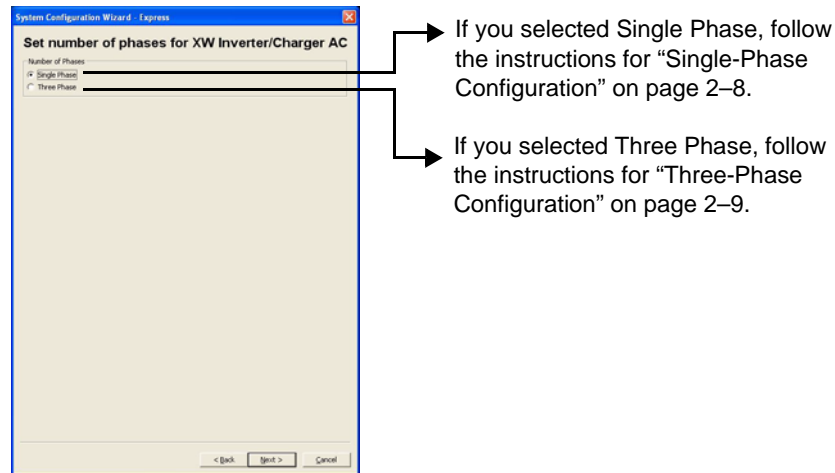 System Configuration Wizard - Express
Set number of phases for XW Inverter/Charger AC
Number of Phases
Single Phase
Three Phase
If you selected Single Phase, follow
the instructions for “Single-Phase
Configuration” on page 2–8.
If you selected Three Phase, follow
the instructions for “Three-Phase
Configuration” on page 2–9.
< Back
Next >
Cancel